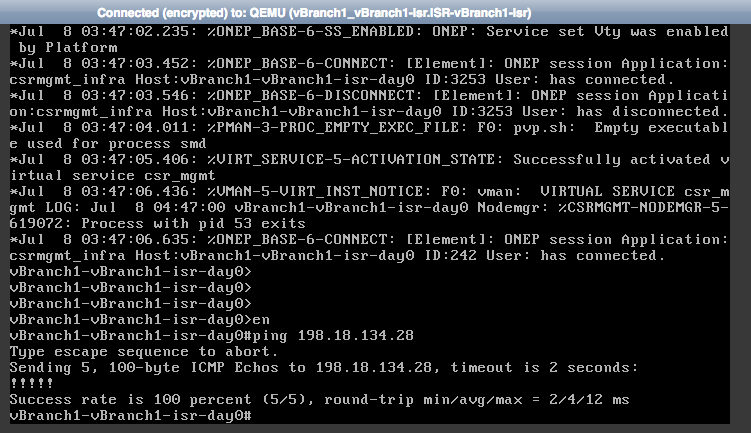 Connected (encrypted) to: QEMU (vBranch1_vBranch1-isr.ISR-vBranch1-isr)
*Jul  8 03:47:02.235: %ONEP_BASE-6-SS_ENABLED: ONEP: Service set Vty was enabled
 by Platform
*Jul  8 03:47:03.452: %ONEP_BASE-6-CONNECT: [Element]: ONEP session Application:
csrmgmt_infra Host:vBranch1-vBranch1-isr-day0 ID:3253 User: has connected.
*Jul  8 03:47:03.546: %ONEP_BASE-6-DISCONNECT: [Element]: ONEP session Applicati
on:csrmgmt_infra Host:vBranch1-vBranch1-isr-day0 ID:3253 User: has disconnected.
*Jul  8 03:47:04.011: %PMAN-3-PROC_EMPTY_EXEC_FILE: F0: pvp.sh:  Empty executabl
e used for process smd
*Jul  8 03:47:05.406: %VIRT_SERVICE-5-ACTIVATION_STATE: Successfully activated v
irtual service csr_mgmt
*Jul  8 03:47:06.436: %VMAN-5-VIRT_INST_NOTICE: F0: vman:  VIRTUAL SERVICE csr_m
gmt LOG: Jul  8 04:47:00 vBranch1-vBranch1-isr-day0 Nodemgr: %CSRMGMT-NODEMGR-5-
619072: Process with pid 53 exits
*Jul  8 03:47:06.635: %ONEP_BASE-6-CONNECT: [Element]: ONEP session Application:
csrmgmt_infra Host:vBranch1-vBranch1-isr-day0 ID:242 User: has connected.
vBranch1-vBranch1-isr-day0>
vBranch1-vBranch1-isr-day0>
vBranch1-vBranch1-isr-day0>
vBranch1-vBranch1-isr-day0>en
vBranch1-vBranch1-isr-day0#ping 198.18.134.28
Type escape sequence to abort.
Sending 5, 100-byte ICMP Echos to 198.18.134.28, timeout is 2 seconds:
!!!!!
Success rate is 100 percent (5/5), round-trip min/avg/max = 2/4/12 ms
vBranch1-vBranch1-isr-day0#